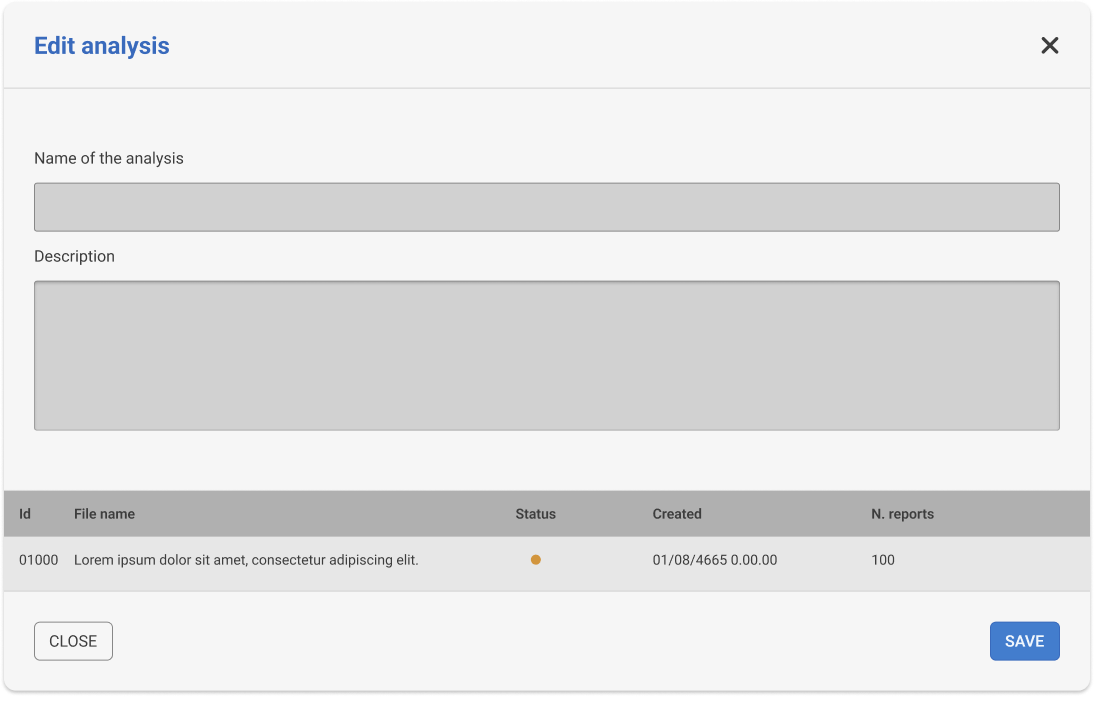 Edit analysis
Name of the analysis
Description
Id File name Status Created N. reports
01000 Lorem ipsum dolor sit amet, consectetur adipiscing elit. 01/08/4665 0.00.00 100
CLOSE SAVE